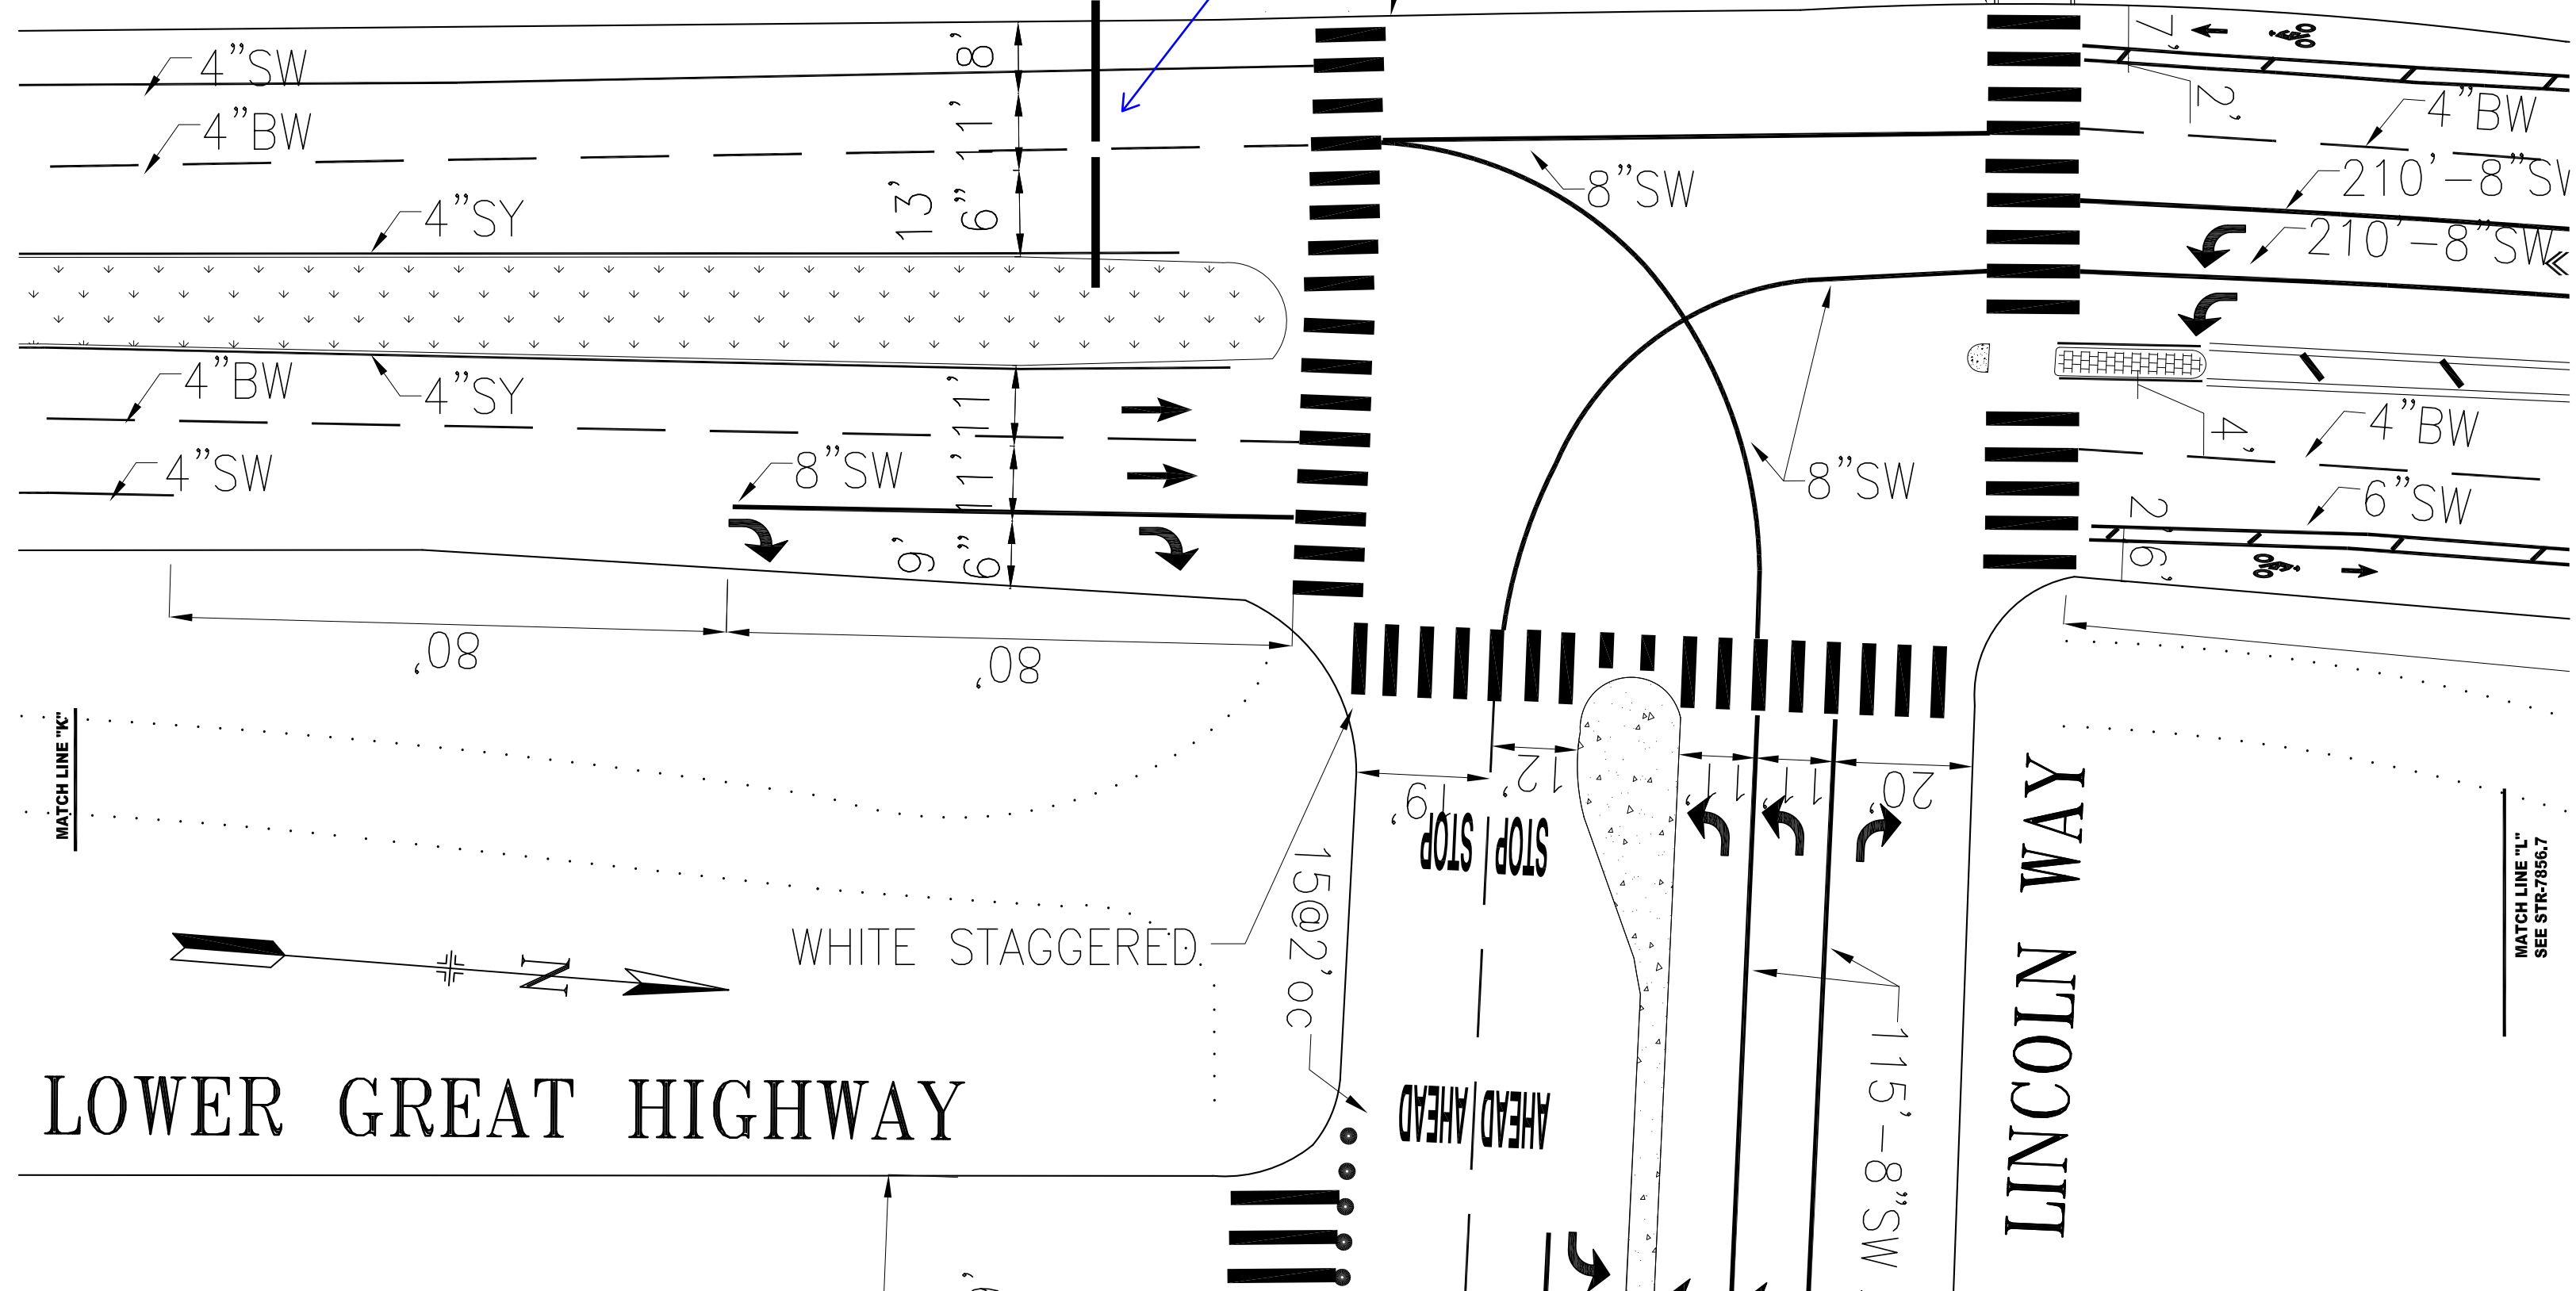 4"SW
4"BW
4"SY
8'
11'
13'
6"
8"SW
7'
2'
4"BW
210'-8"SW
210'-8"SW
4"BW
4"SY
4"SW
8"SW
11'
11'
9'
6"
8"SW
4'
4"BW
6"SW
2'
6'
80'
80'
MATCH LINE "K"
19'
12'
11'
11'
20'
STOP STOP
WHITE STAGGERED
15@2'OC
N
AHEAD AHEAD
115'-8"SW
LOWER GREAT HIGHWAY
LINCOLN WAY
MATCH LINE "L"
SEE STR-7856.7